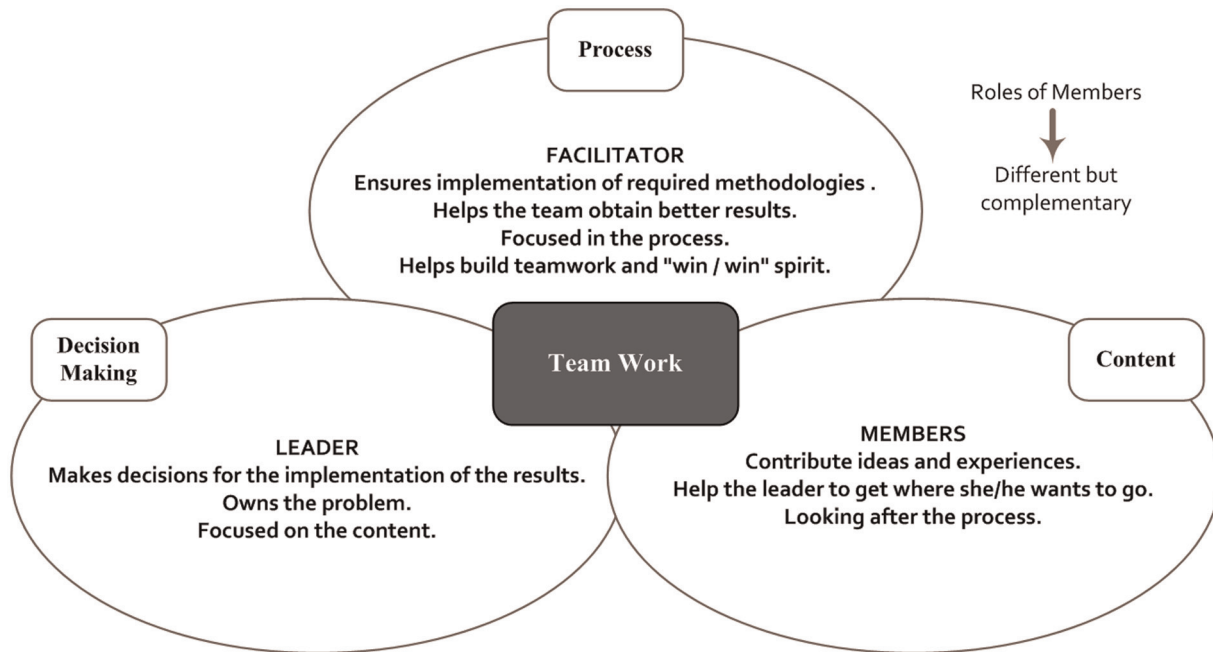 Process
Roles of Members
Different but
complementary
FACILITATOR
Ensures implementation of required methodologies .
Helps the team obtain better results.
Focused in the process.
Helps build teamwork and "win / win" spirit.
Decision
Making
Team Work
Content
LEADER
Makes decisions for the implementation of the results.
Owns the problem.
Focused on the content.
MEMBERS
Contribute ideas and experiences.
Help the leader to get where she/he wants to go.
Looking after the process.